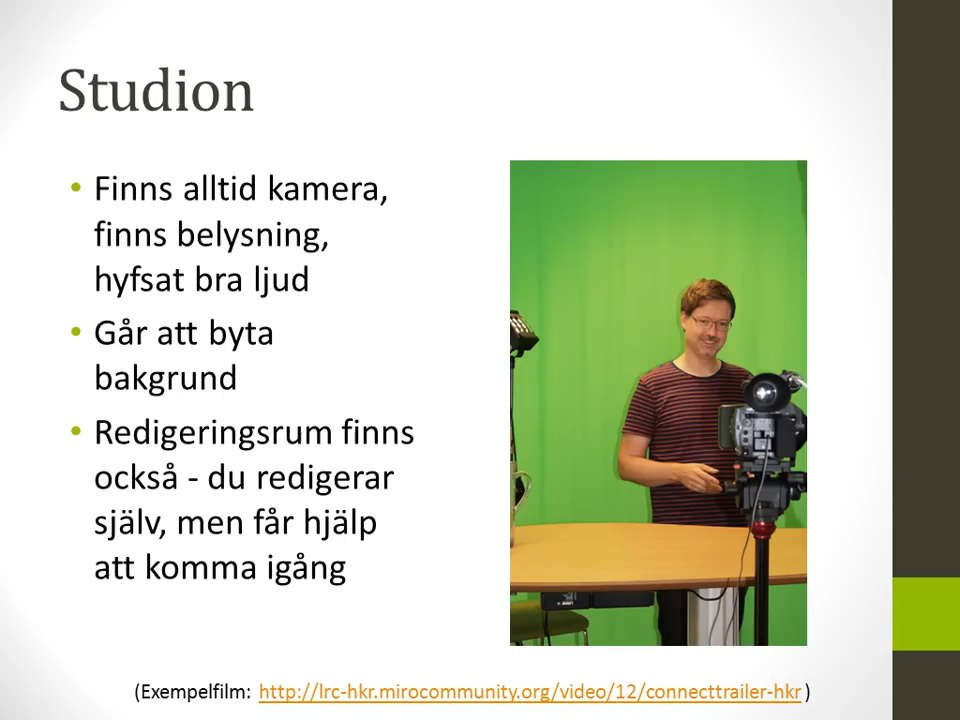 Studion
• Finns alltid kamera,
finns belysning,
hyfsat bra ljud
• Går att byta
bakgrund
• Redigeringsrum finns
också - du redigerar
själv, men får hjälp
att komma igång
(Exempelfilm: http://lrc-hkr.mirocommunity.org/video/12/connecttrailer-hkr)